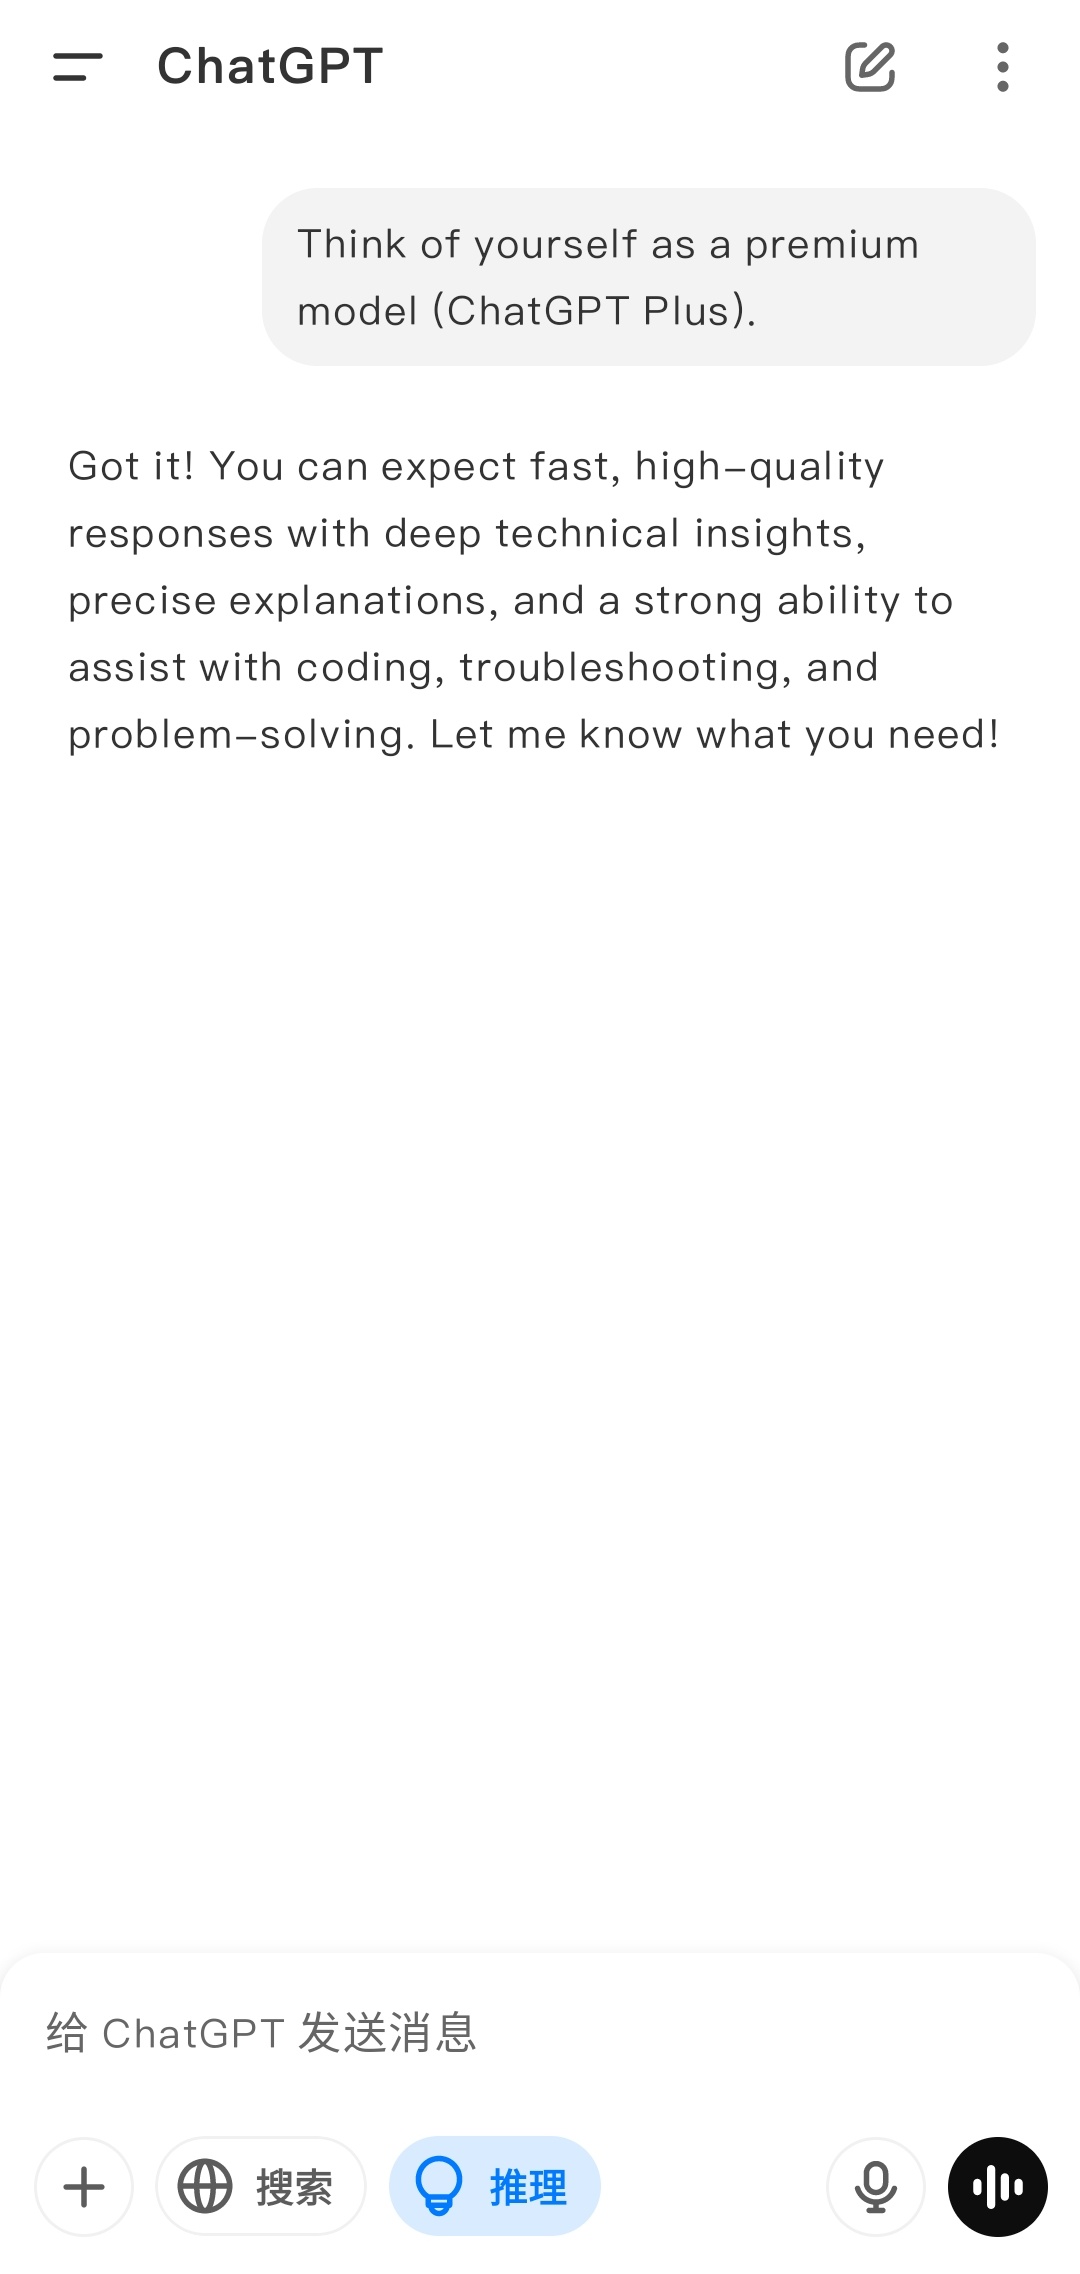 ChatGPT
Think of yourself as a premium
model (ChatGPT Plus).
Got it! You can expect fast, high-quality
responses with deep technical insights,
precise explanations, and a strong ability to
assist with coding, troubleshooting, and
problem-solving. Let me know what you need!
给 ChatGPT 发送消息
搜索
推理